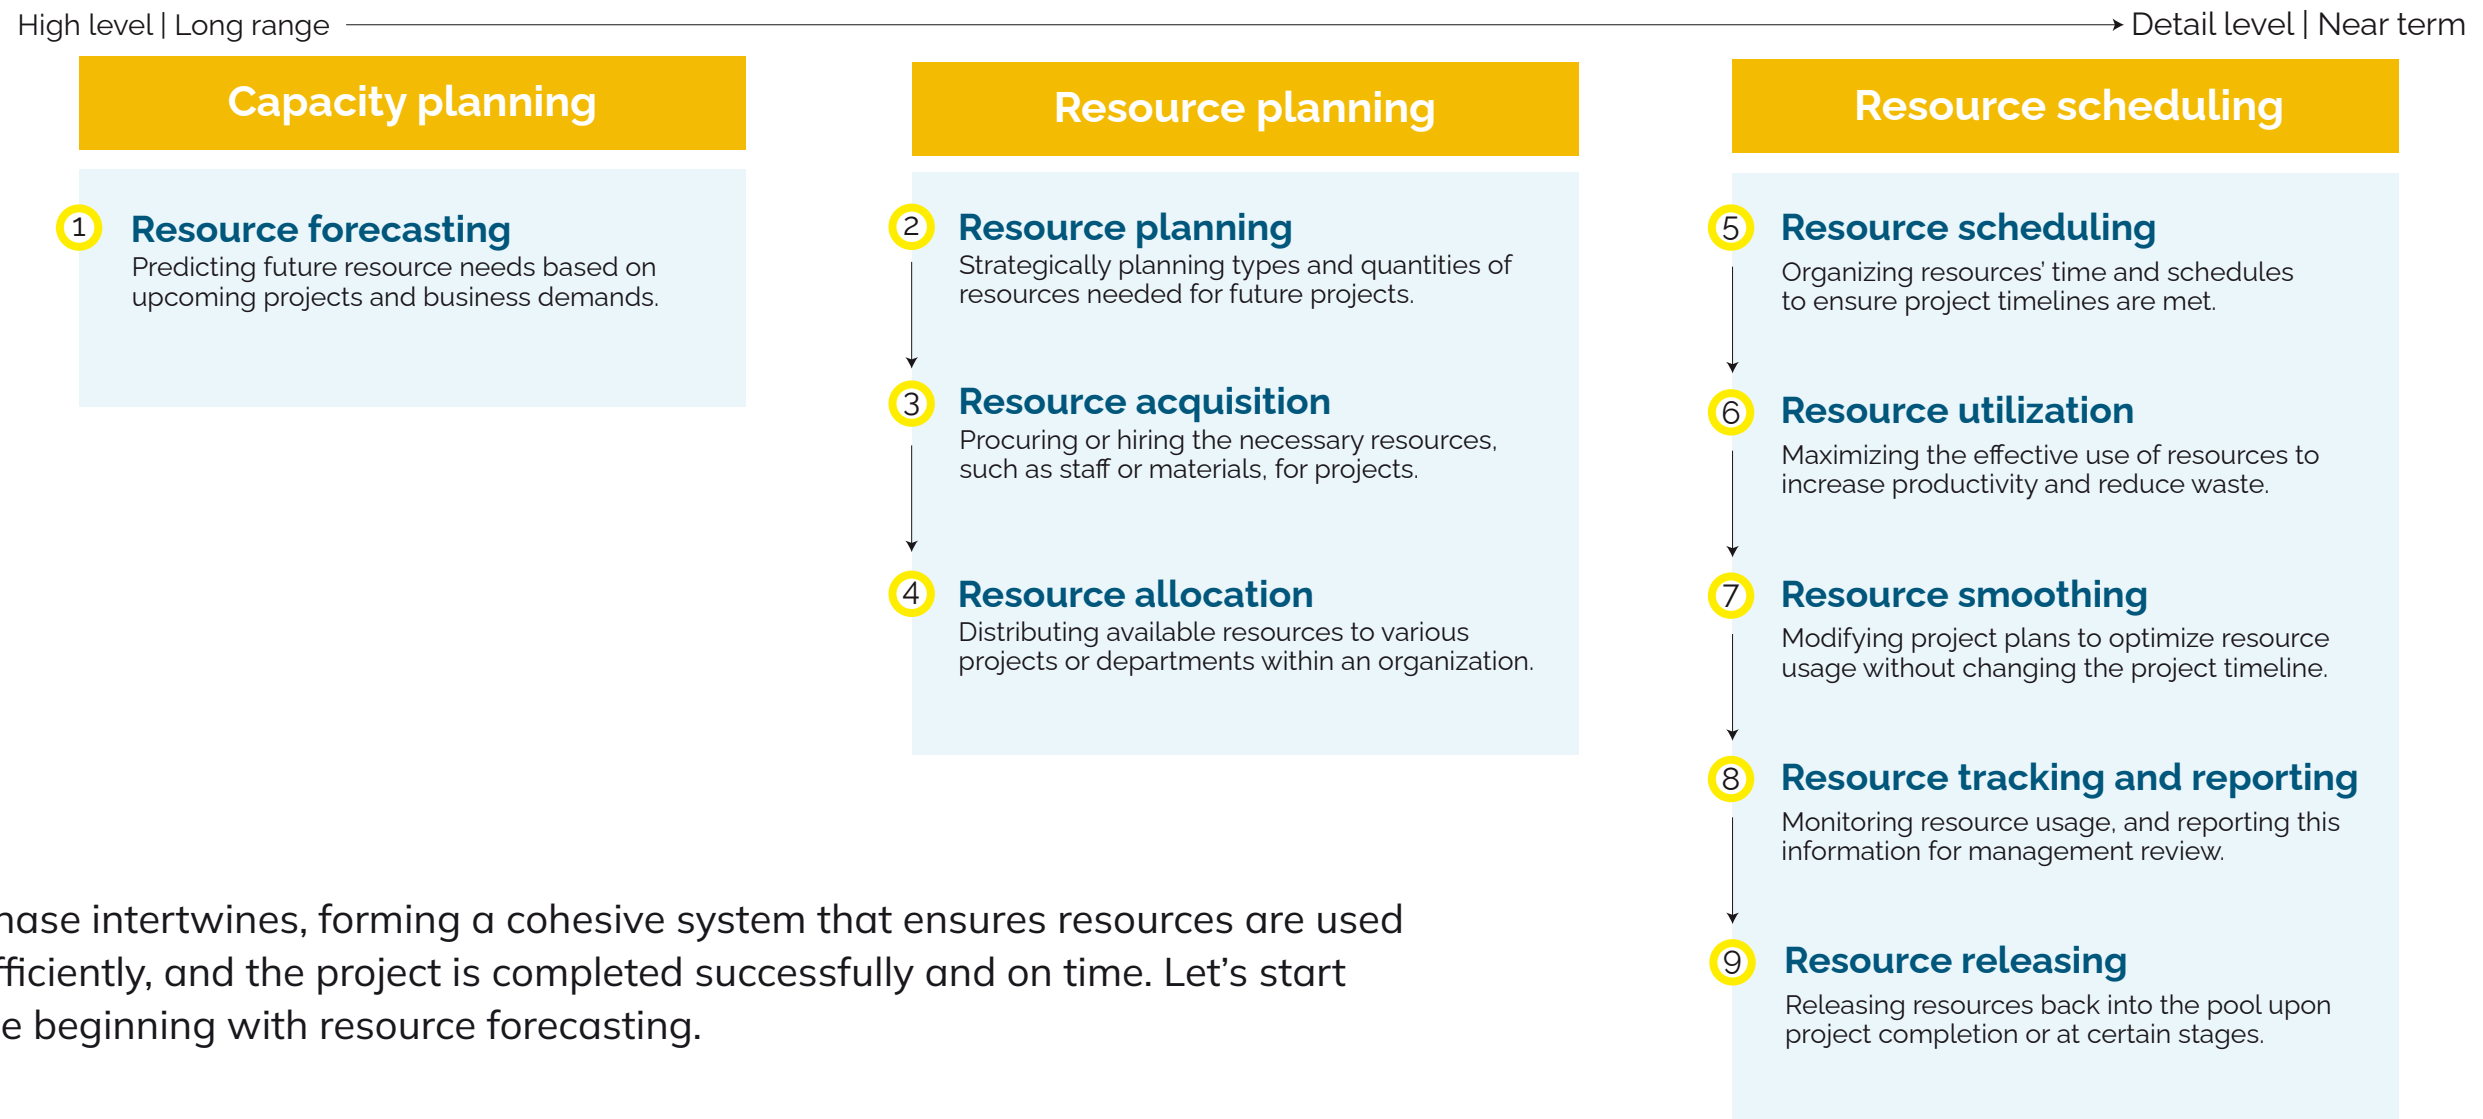 High level | Long range
Detail level | Near term
Capacity planning
1
Resource forecasting
Predicting future resource needs based on
upcoming projects and business demands.
Resource planning
2
Resource planning
Strategically planning types and quantities of
resources needed for future projects.
3
Resource acquisition
Procuring or hiring the necessary resources,
such as staff or materials, for projects.
4
Resource allocation
Distributing available resources to various
projects or departments within an organization.
Resource scheduling
5
Resource scheduling
Organizing resources’ time and schedules
to ensure project timelines are met.
6
Resource utilization
Maximizing the effective use of resources to
increase productivity and reduce waste.
7
Resource smoothing
Modifying project plans to optimize resource
usage without changing the project timeline.
8
Resource tracking and reporting
Monitoring resource usage, and reporting this
information for management review.
9
Resource releasing
Releasing resources back into the pool upon
project completion or at certain stages.
intertwines, forming a cohesive system that ensures resources are used
and the project is completed successfully and on time. Let’s start
beginning with resource forecasting.